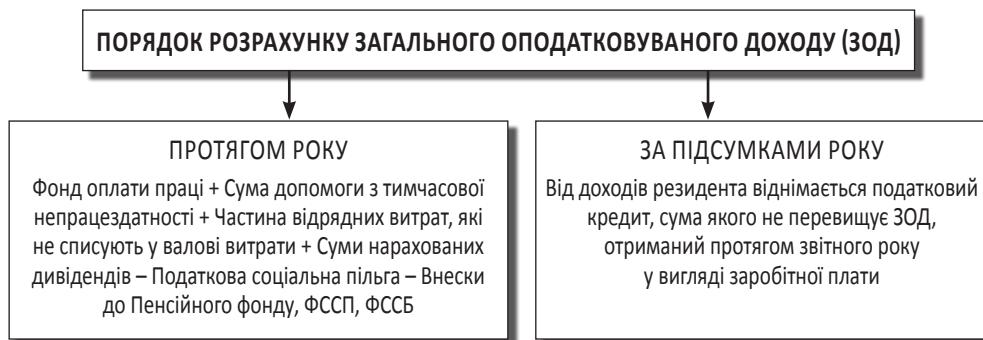 ПОРЯДОК РОЗРАХУНКУ ЗАГАЛЬНОГО ОПОДАТКОВУВАНОГО ДОХОДУ (ЗОД)
ПРОТЯГОМ РОКУ
Фонд оплати праці + Сума допомоги з тимчасової
непрацездатності + Частина відрядних витрат, які
не списують у валові витрати + Суми нарахованих
дивідендів – Податкова соціальна пільга – Внески
до Пенсійного фонду, ФССП, ФССБ
ЗА ПІДСУМКАМИ РОКУ
Від доходів резидента віднімається податковий
кредит, сума якого не перевищує ЗОД,
отриманий протягом звітного року
у вигляді заробітної плати